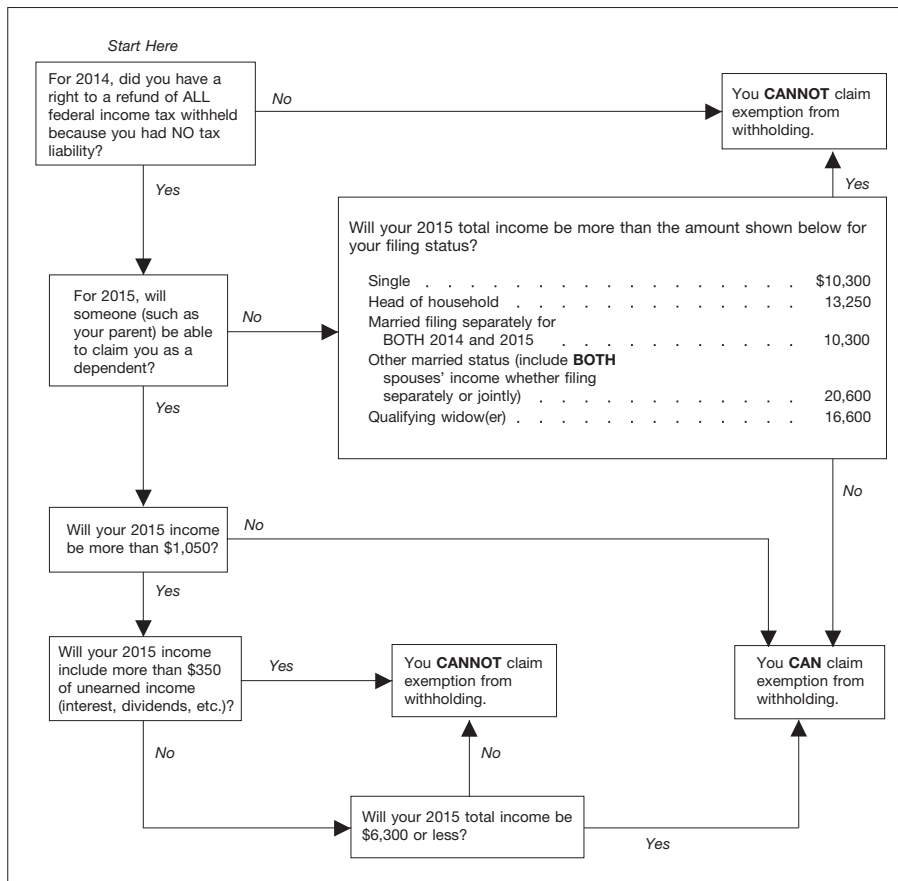 Start Here
For 2014, did you have a
right to a refund of ALL
federal income tax withheld
because you had NO tax
liability?
No
You CANNOT claim
exemption from
withholding.
Yes
Yes
Will your 2015 total income be more than the amount shown below for
your filing status?
Single . . . . . . . . . . . . . . . . . . $10,300
Head of household . . . . . . . . . . . . . 13,250
Married filing separately for
BOTH 2014 and 2015 . . . . . . . . . . . . 10,300
Other married status (include BOTH
spouses' income whether filing
separately or jointly) . . . . . . . . . . . . 20,600
Qualifying widow(er) . . . . . . . . . . . . . 16,600
For 2015, will
someone (such as
your parent) be able
to claim you as a
dependent?
No
Yes
No
Will your 2015 income
be more than $1,050?
No
Yes
Will your 2015 income
include more than $350
of unearned income
(interest, dividends, etc.)?
Yes
You CANNOT claim
exemption from
withholding.
You CAN claim
exemption from
withholding.
No
No
Will your 2015 total income be
$6,300 or less?
Yes